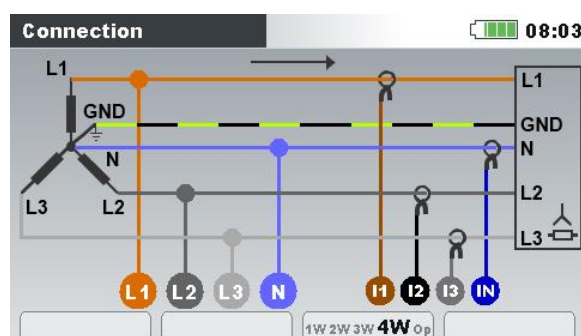 Connection 08:03
L1 L1
GND GND
N N
L3 L2 L2
L3
L1 L2 L3 N I1 I2 I3 IN
1W 2W 3W 4W Op